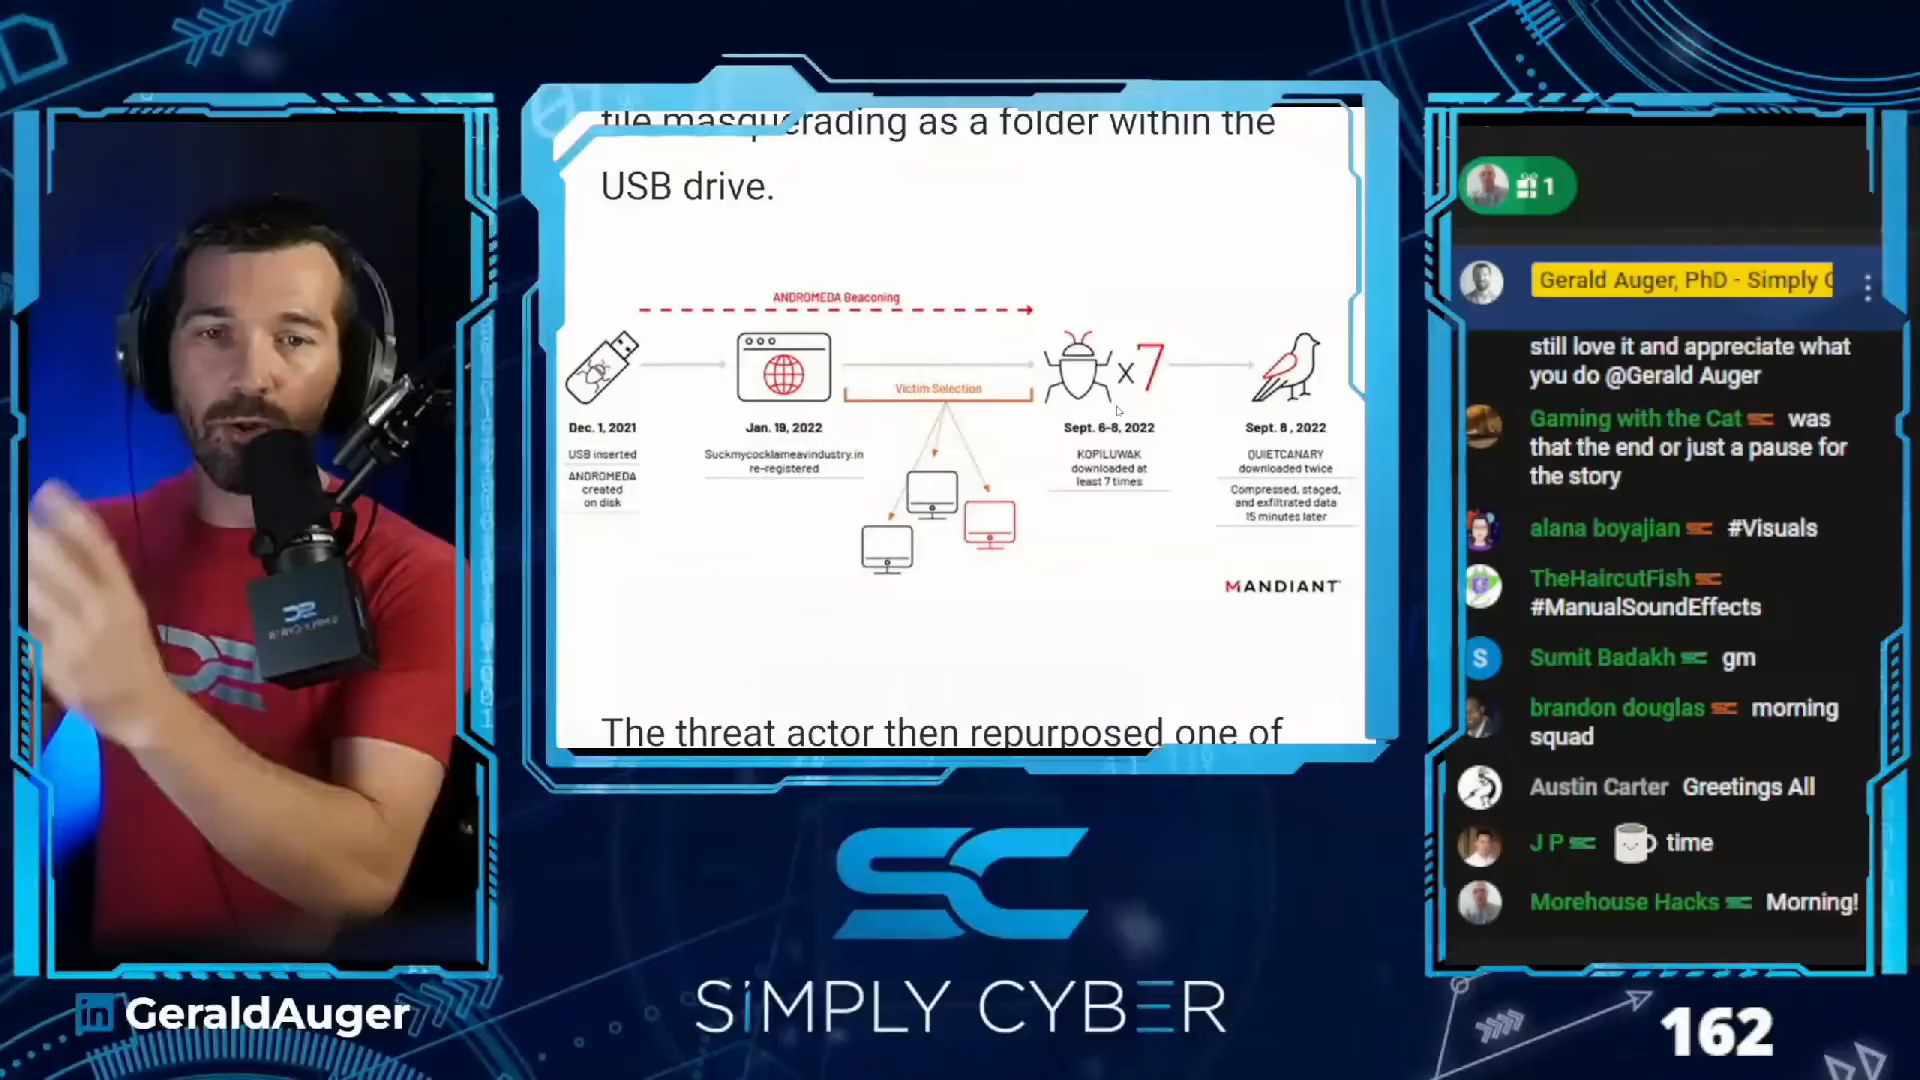 file masquerading as a folder within the
USB drive.
ANDROMEDA Beaconing
x7
Victim Selection
Dec. 1, 2021
USB inserted
ANDROMEDA
created
on disk
Jan. 19, 2022
Suckmycocklameavindustry.in
re-registered
Sept. 6-8, 2022
KOPILUWAK
downloaded at
least 7 times
Sept. 8 , 2022
QUIETCANARY
downloaded twice
Compressed, staged,
and exfiltrated data
15 minutes later
MANDIANT
The threat actor then repurposed one of
SIMPLY CYBER
SC
SIMPLY CYBER
in GeraldAuger
1
Gerald Auger, PhD - Simply C
still love it and appreciate what
you do @Gerald Auger
Gaming with the Cat was
that the end or just a pause for
the story
alana boyajian #Visuals
TheHaircutFish
#ManualSoundEffects
S
Sumit Badakh gm
brandon douglas morning
squad
Austin Carter Greetings All
J P time
Morehouse Hacks Morning!
162